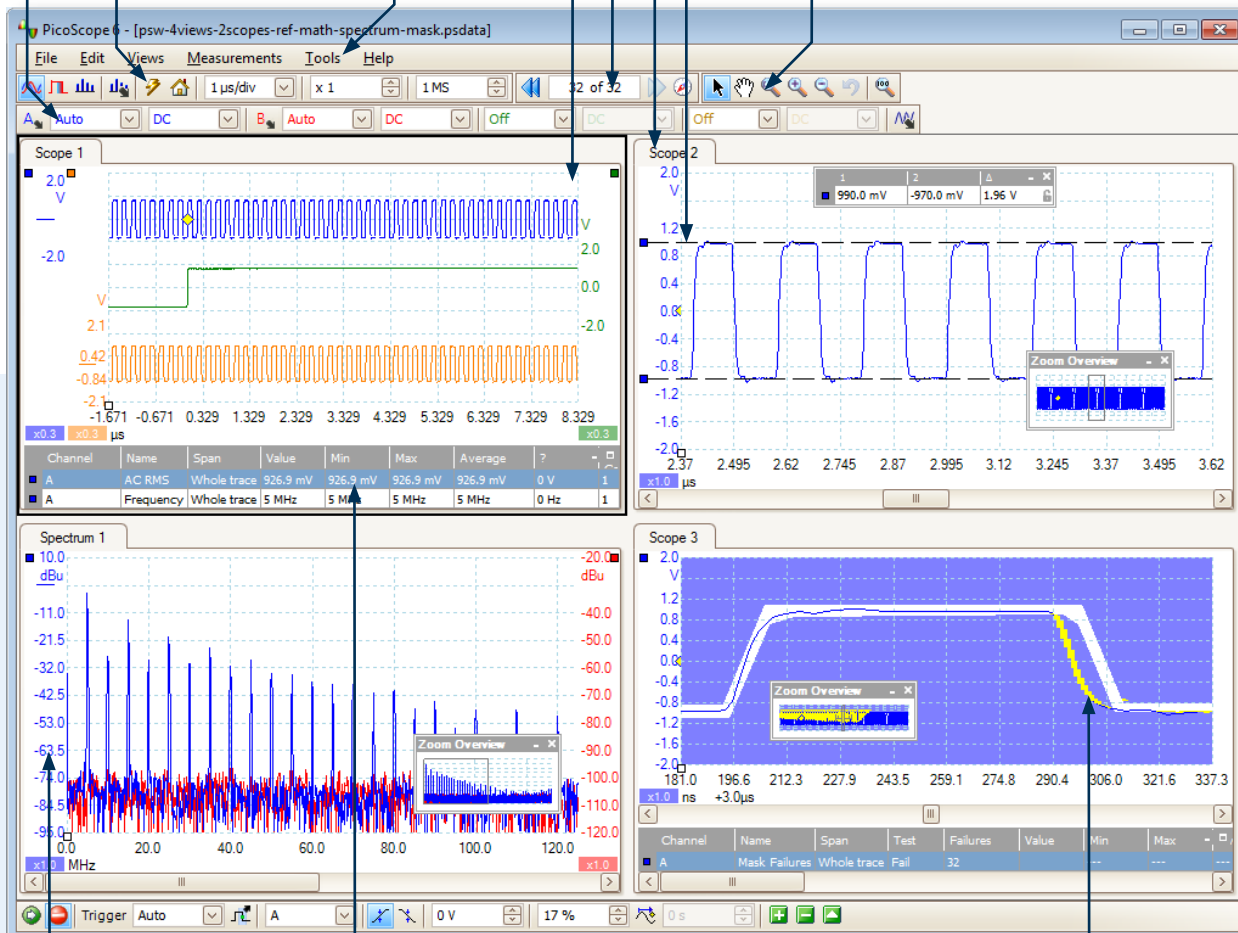 PicoScope 6 - [psw-4views-2scopes-ref-math-spectrum-mask.psdata]
File Edit Views Measurements Tools Help
1 µs/div x 1 1 MS 32 of 32
A Auto DC B Auto DC Off DC Off DC
Scope 1
2.0
V
-2.0
V
2.0
0.0
-2.0
V
2.1
0.42
-0.84
-2.1
-1.671 -0.671 0.329 1.329 2.329 3.329 4.329 5.329 6.329 7.329 8.329
x0.3 x0.3 µs x0.3
Channel Name Span Value Min Max Average ?
A AC RMS Whole trace 926.9 mV 926.9 mV 926.9 mV 926.9 mV 0 V 1
A Frequency Whole trace 5 MHz 5 MHz 5 MHz 5 MHz 0 Hz 1
Scope 2
2.0
V
1.2
0.8
0.4
0.0
-0.4
-0.8
-1.2
-1.6
-2.0
1 2 Δ
990.0 mV -970.0 mV 1.96 V
Zoom Overview
2.37 2.495 2.62 2.745 2.87 2.995 3.12 3.245 3.37 3.495 3.62
x1.0 µs
Spectrum 1
10.0
dBu
-11.0
-21.5
-32.0
-42.5
-53.0
-62.5
-74.0
-84.5
-95.0
-20.0
dBu
-40.0
-50.0
-60.0
-70.0
-80.0
-90.0
-100.0
-110.0
-120.0
Zoom Overview
0.0 20.0 40.0 60.0 80.0 100.0 120.0
x1.0 MHz x1.0
Scope 3
2.0
V
1.2
0.8
0.4
0.0
-0.4
-0.8
-1.2
-1.6
-2.0
Zoom Overview
181.0 196.6 212.3 227.9 243.5 259.1 274.8 290.4 306.0 321.6 337.3
x1.0 ns +3.0µs
Channel Name Span Test Failures Value Min Max
A Mask Failures Whole trace Fail 32 --- --- ---
Trigger Auto A 0 V 17 % 0 s